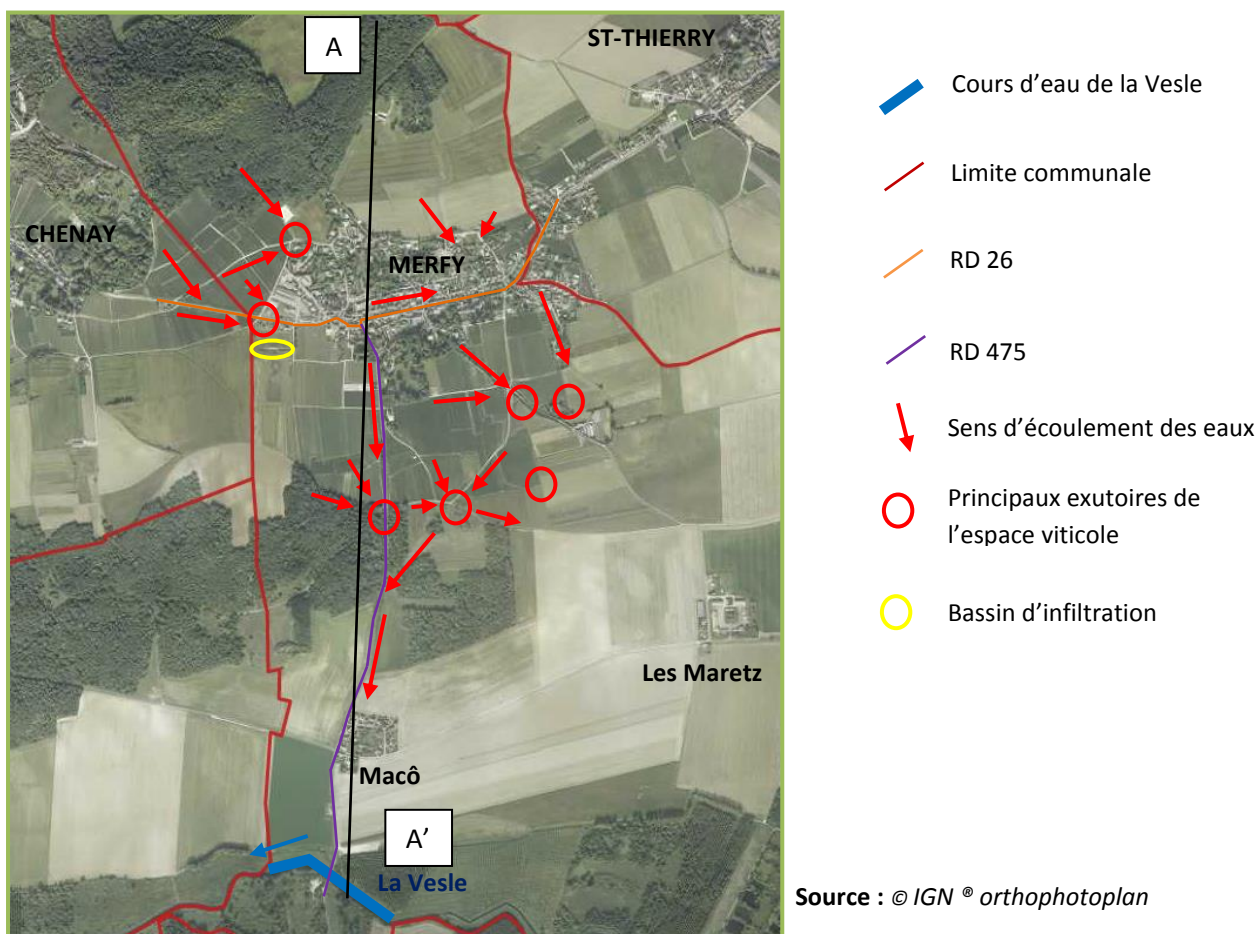 A
ST-THIERRY
CHENAY
MERFY
Les Maretz
Macô
A'
La Vesle
Cours d'eau de la Vesle
Limite communale
RD 26
RD 475
Sens d'écoulement des eaux
Principaux exutoires de
l'espace viticole
Bassin d'infiltration
Source : © IGN ® orthophotoplan